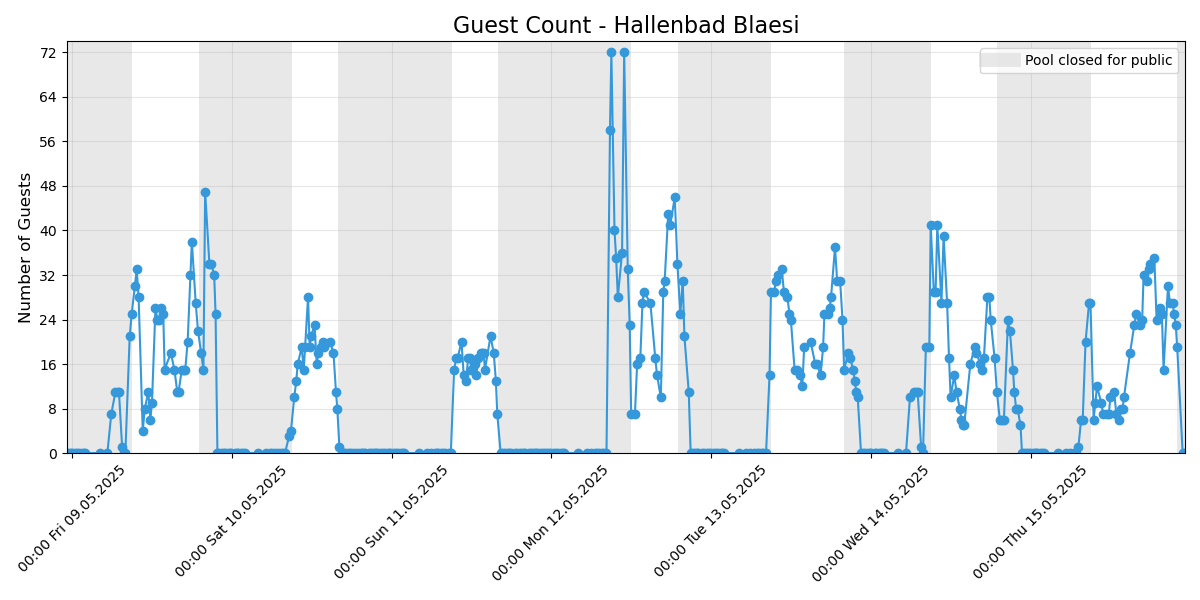 Guest Count - Hallenbad Blaesi
Pool closed for public
Number of Guests
72
64
56
48
40
32
24
16
8
0
00:00 Fri 09.05.2025
00:00 Sat 10.05.2025
00:00 Sun 11.05.2025
00:00 Mon 12.05.2025
00:00 Tue 13.05.2025
00:00 Wed 14.05.2025
00:00 Thu 15.05.2025